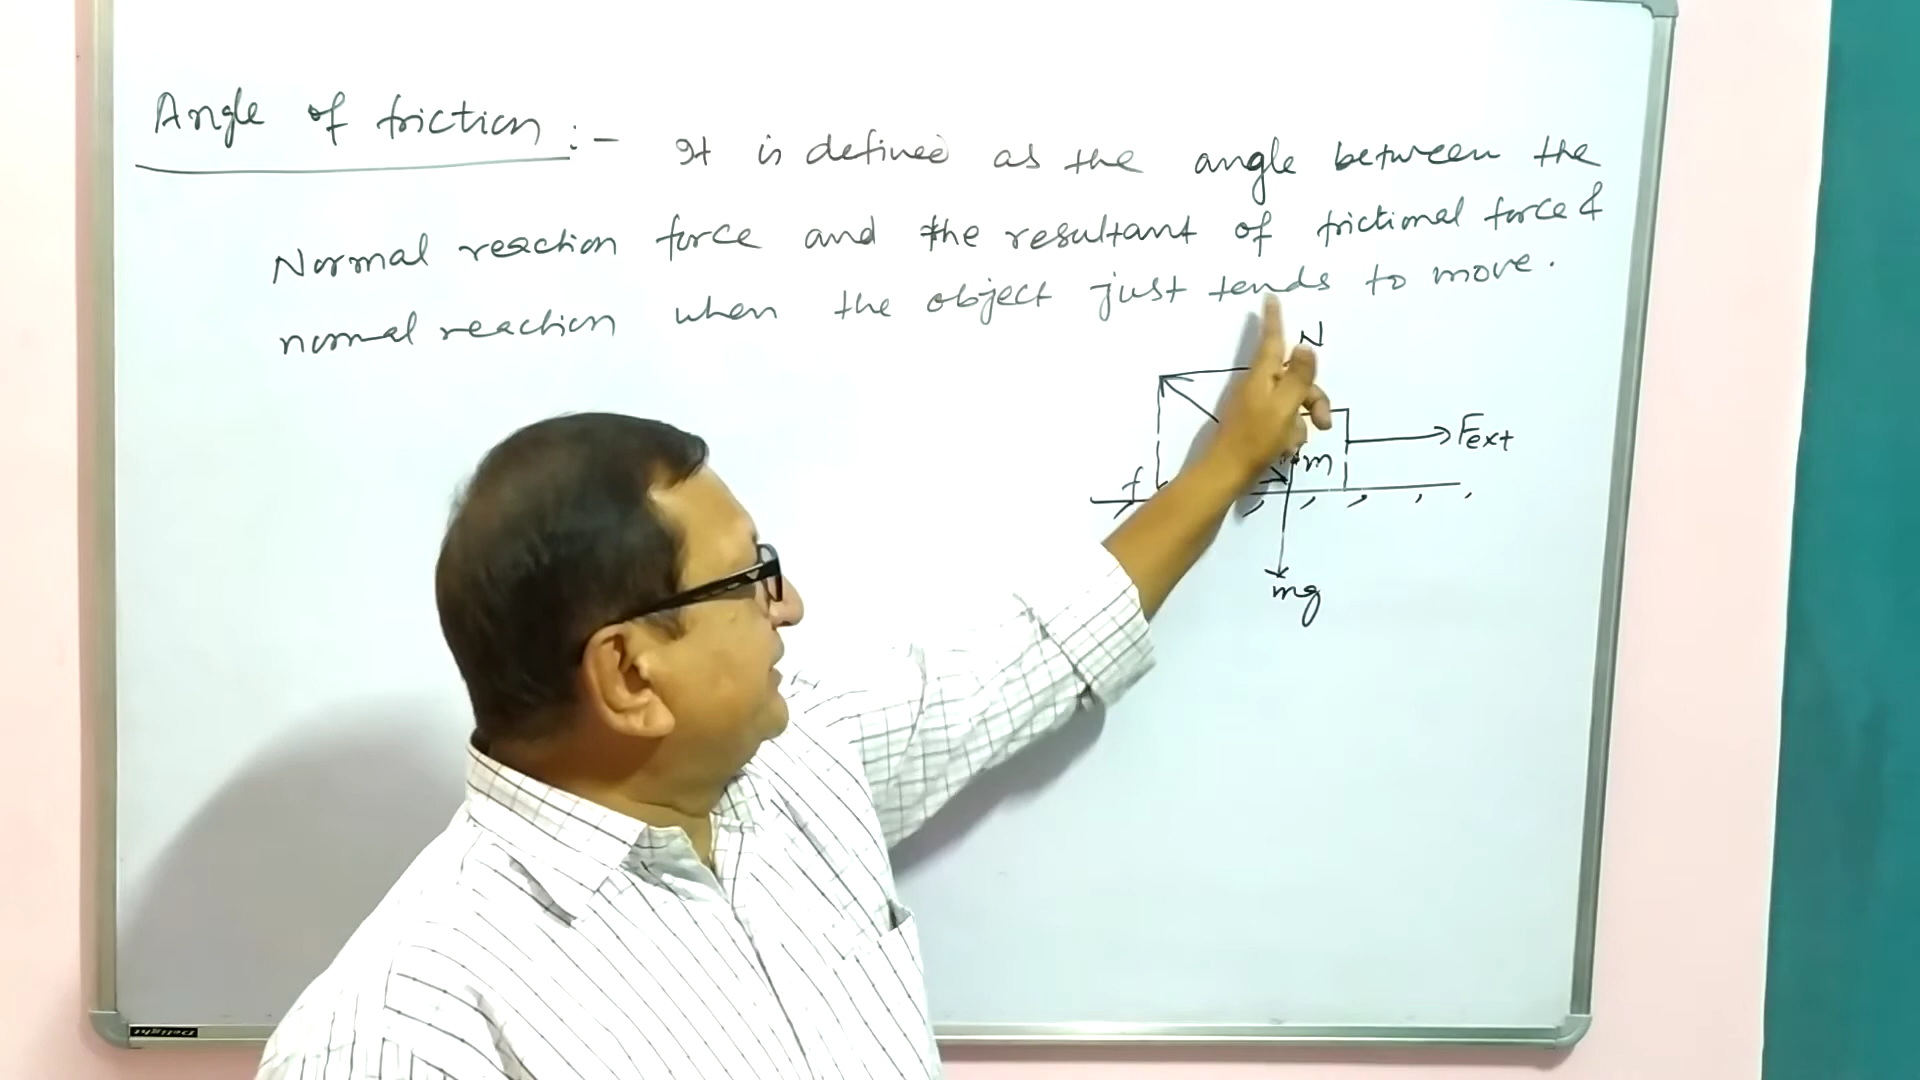 Angle of friction :- It is defined as the angle between the
Normal reaction force and the resultant of frictional force &
normal reaction when the object just tends to move.
N
Fext
m
f
mg
Delight